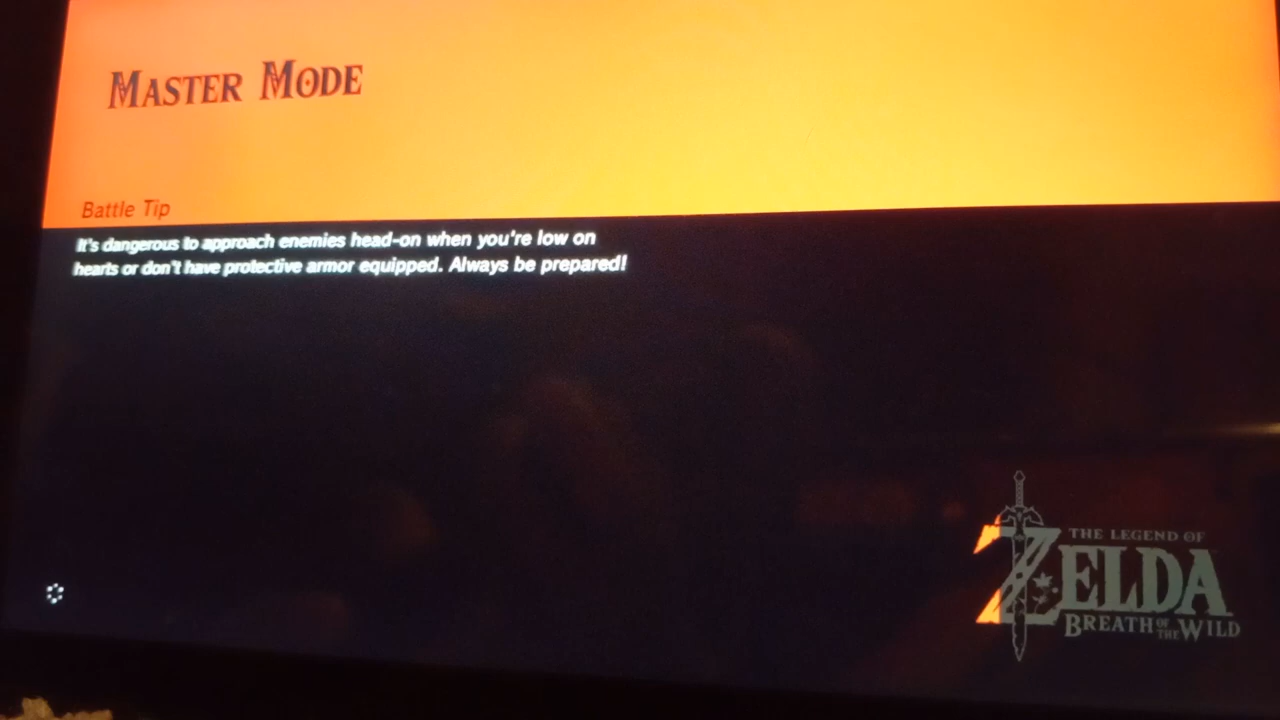 MASTER MODE
Battle Tip
It's dangerous to approach enemies head-on when you're low on
hearts or don't have protective armor equipped. Always be prepared!
THE LEGEND OF
ZELDA
BREATH OF THE WILD